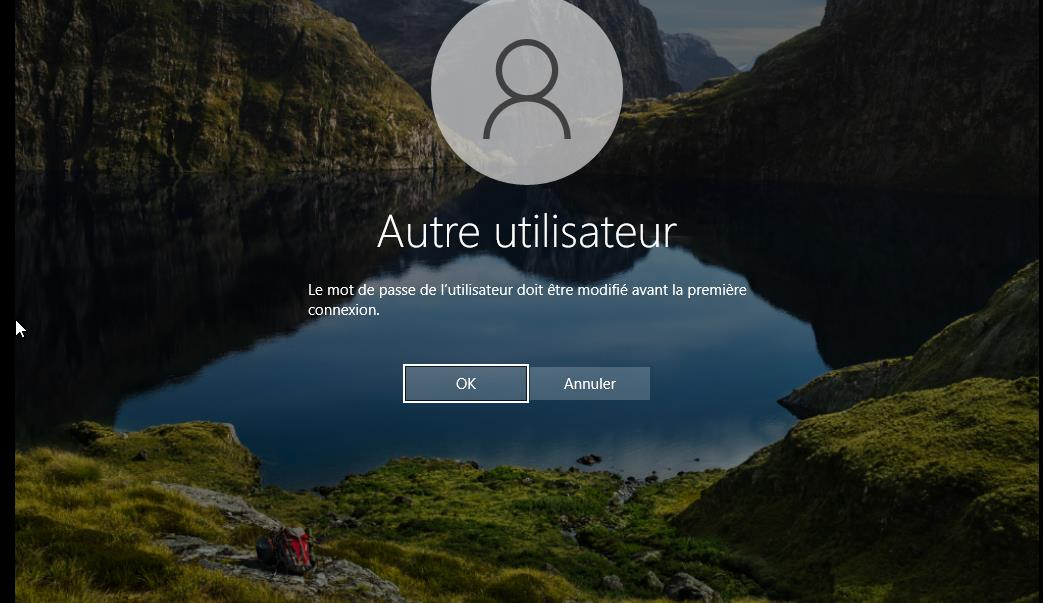 Autre utilisateur
Le mot de passe de l’utilisateur doit être modifié avant la première
connexion.
OK
Annuler